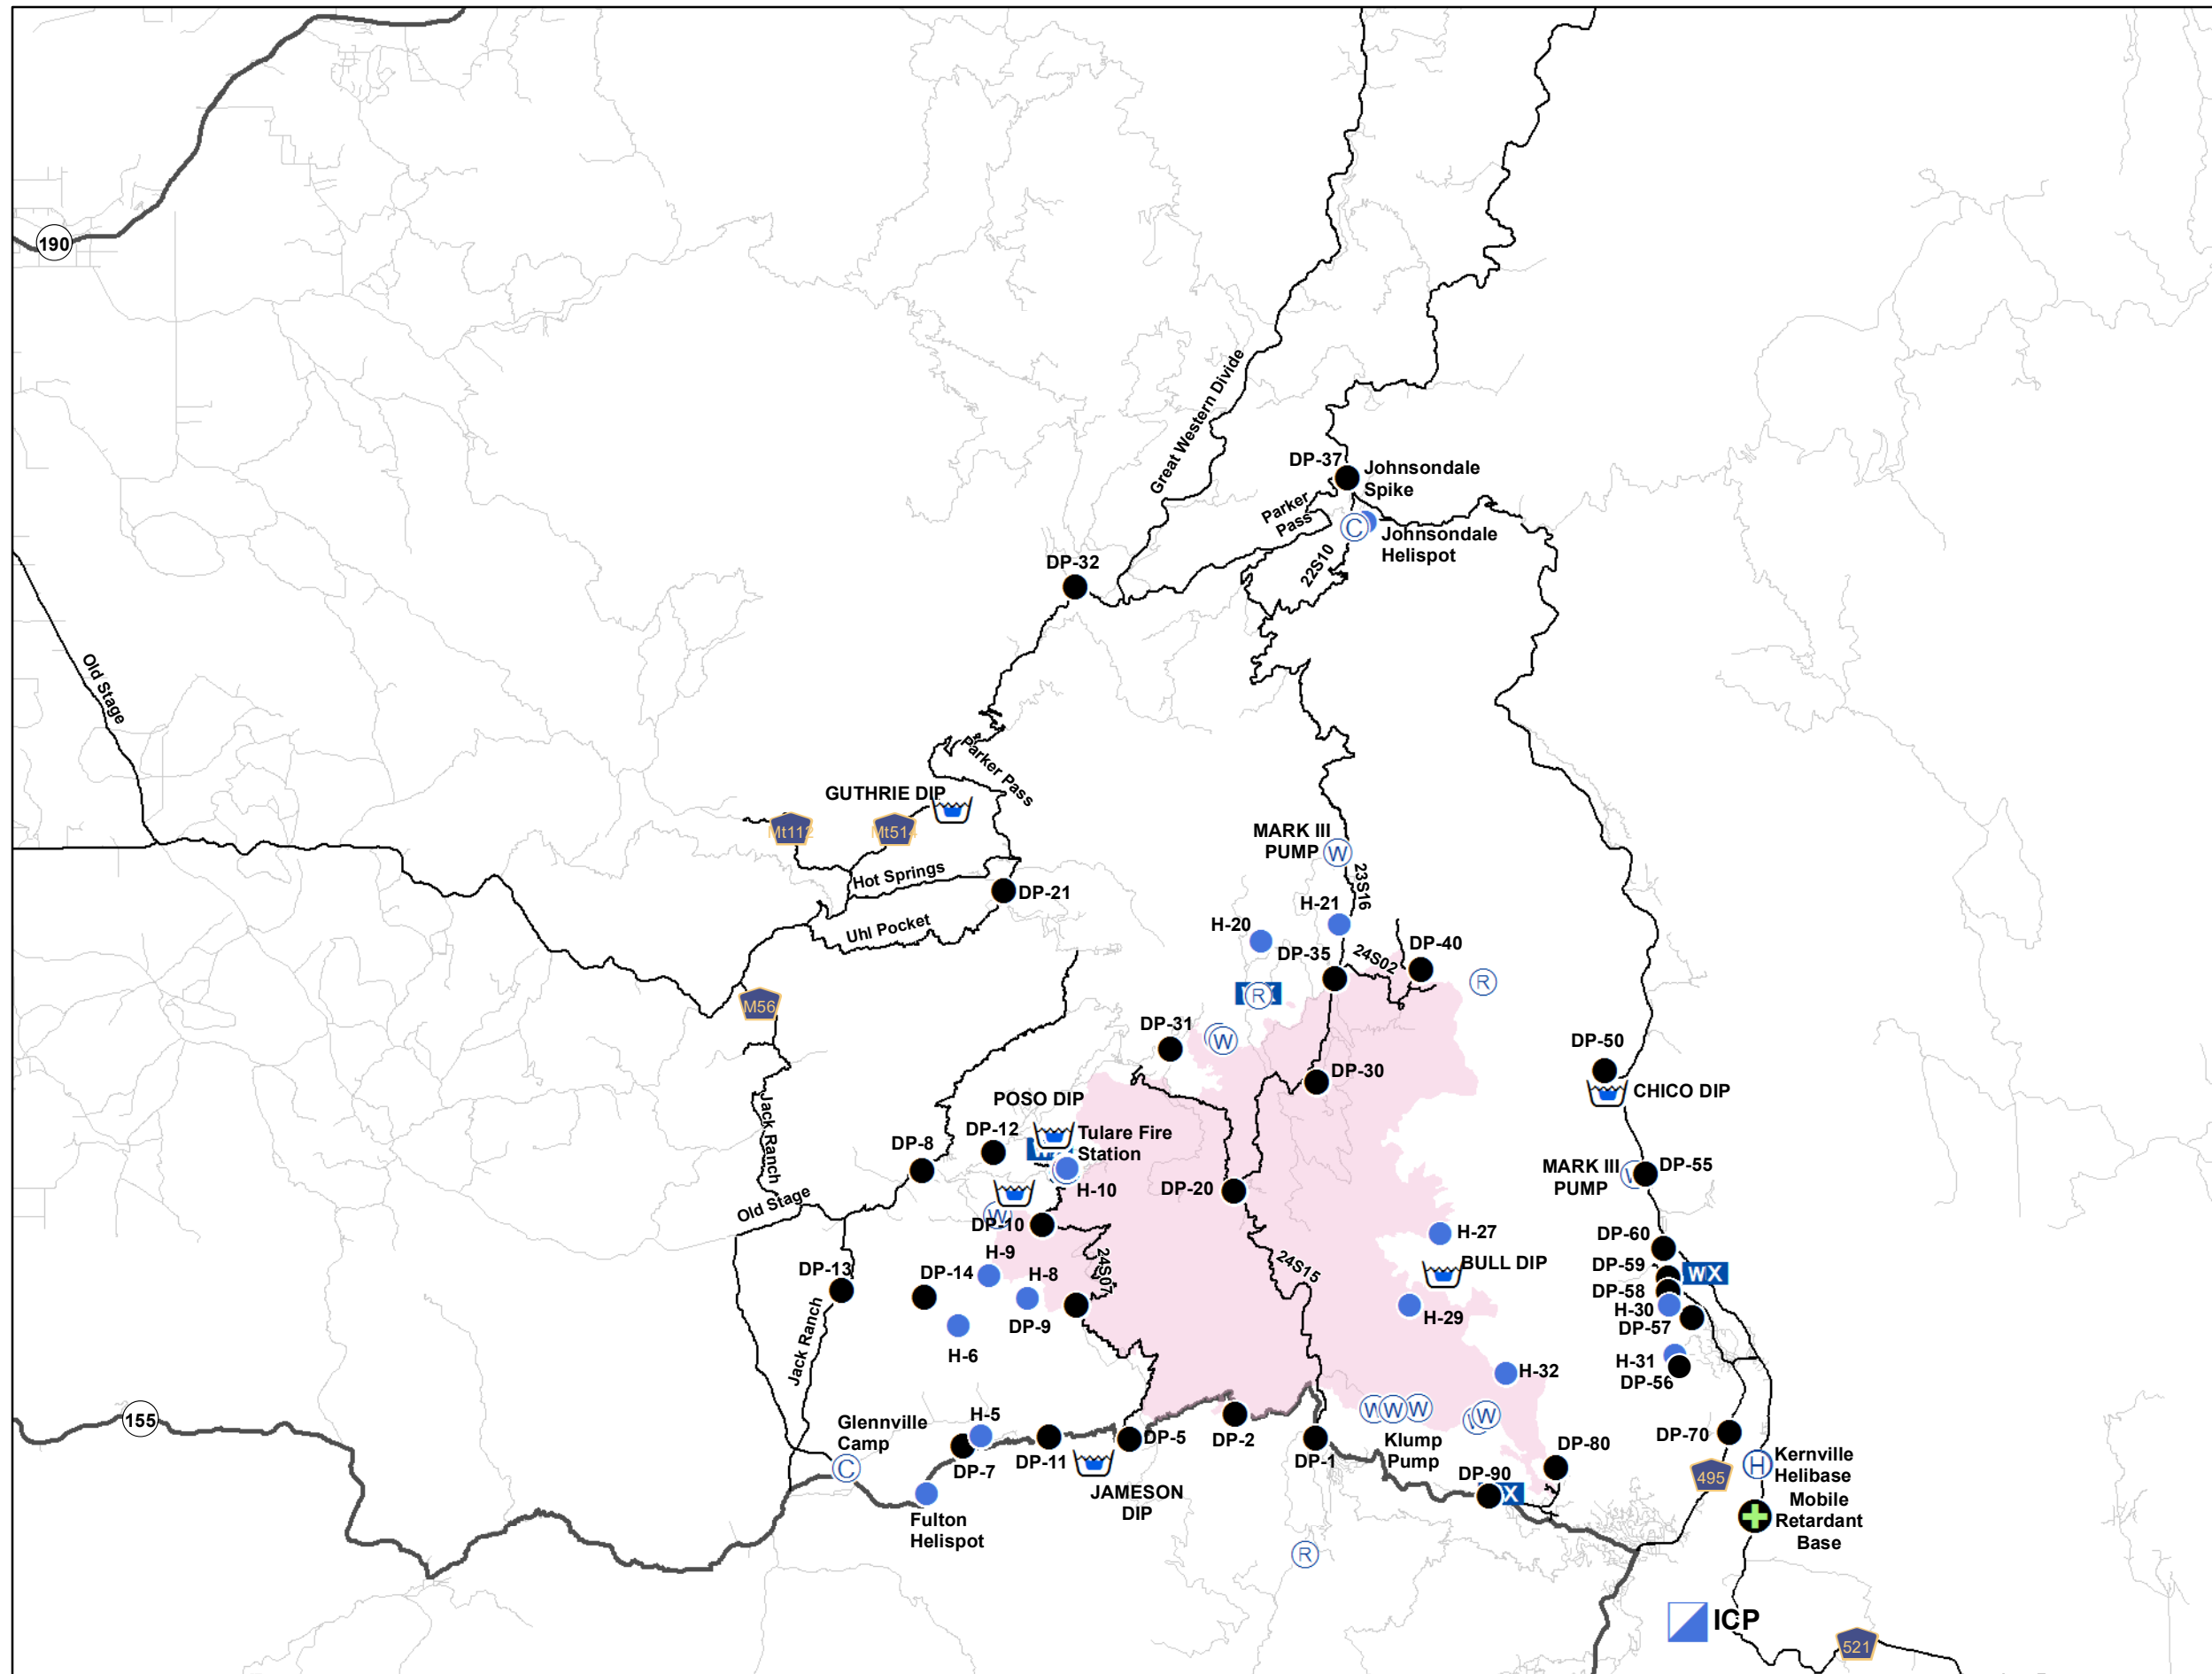 190
Great Western Divide
DP-37
Johnsondale
Spike
Parker
Pass
C
Johnsondale
Helispot
22S10
DP-32
Old Stage
Parker Pass
GUTHRIE DIP
Mt112
Mt514
Hot Springs
DP-21
Uhl Pocket
MARK III
PUMP
W
23S16
H-21
H-20
DP-35
24S02
DP-40
R
R
M56
DP-31
W
DP-30
DP-50
CHICO DIP
POSO DIP
Jack Ranch
DP-8
DP-12
Tulare Fire
Station
H-10
DP-20
MARK III
PUMP
DP-55
Old Stage
W
DP-10
H-27
DP-60
H-9
24S07
24S15
BULL DIP
DP-59
WX
DP-13
DP-14
H-8
DP-58
H-30
DP-9
H-29
DP-57
H-6
Jack Ranch
H-31
DP-56
H-32
155
Glennville
Camp
C
H-5
W
W
W
W
DP-7
DP-11
DP-5
DP-2
DP-1
Klump
Pump
DP-70
DP-80
JAMESON
DIP
DP-90
X
495
H
Kernville
Helibase
Mobile
Retardant
Base
Fulton
Helispot
R
ICP
521